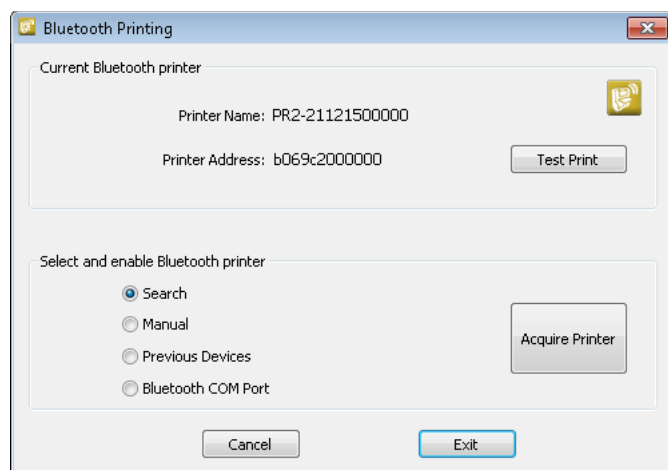 Bluetooth Printing
Current Bluetooth printer
Printer Name: PR2-21121500000
Printer Address: b069c2000000
Test Print
Select and enable Bluetooth printer
Search
Manual
Acquire Printer
Previous Devices
Bluetooth COM Port
Cancel
Exit